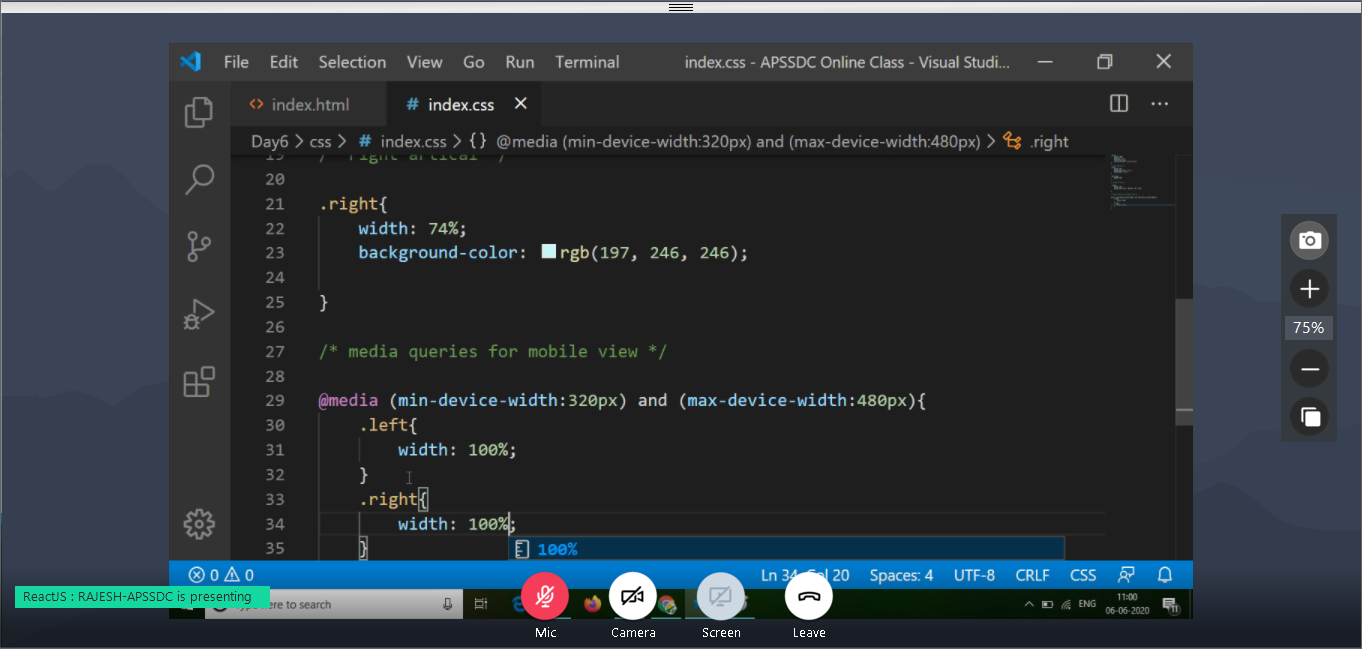 File Edit Selection View Go Run Terminal index.css - APSSDC Online Class - Visual Studi...
<> index.html # index.css
Day6 > css > # index.css > {} @media (min-device-width:320px) and (max-device-width:480px) > .right
19 /* right artical */
20
21 .right{
22 width: 74%;
23 background-color: rgb(197, 246, 246);
24
25 }
26
27 /* media queries for mobile view */
28
29 @media (min-device-width:320px) and (max-device-width:480px){
30 .left{
31 width: 100%;
32 }
33 .right{
34 width: 100%;
35 }
100%
75%
0 0 Ln 34, Col 20 Spaces: 4 UTF-8 CRLF CSS
ReactJS : RAJESH-APSSDC is presenting
here to search
ENG 11:00
06-06-2020
11
Mic Camera Screen Leave